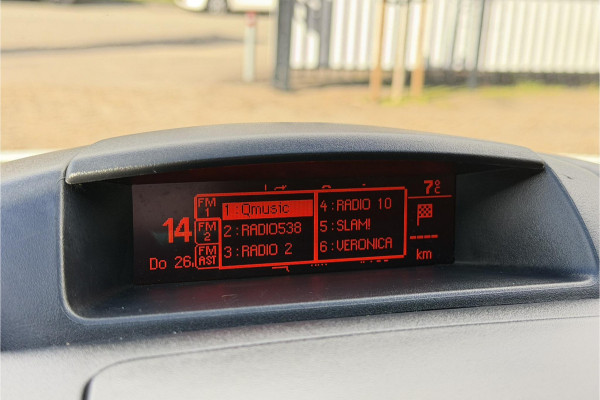 7°C
14
FM 1
FM 2
FM AST
1 : Qmusic
2 : RADIO538
3 : RADIO 2
4 : RADIO 10
5 : SLAM!
6 : VERONICA
Do 26
---- 
km